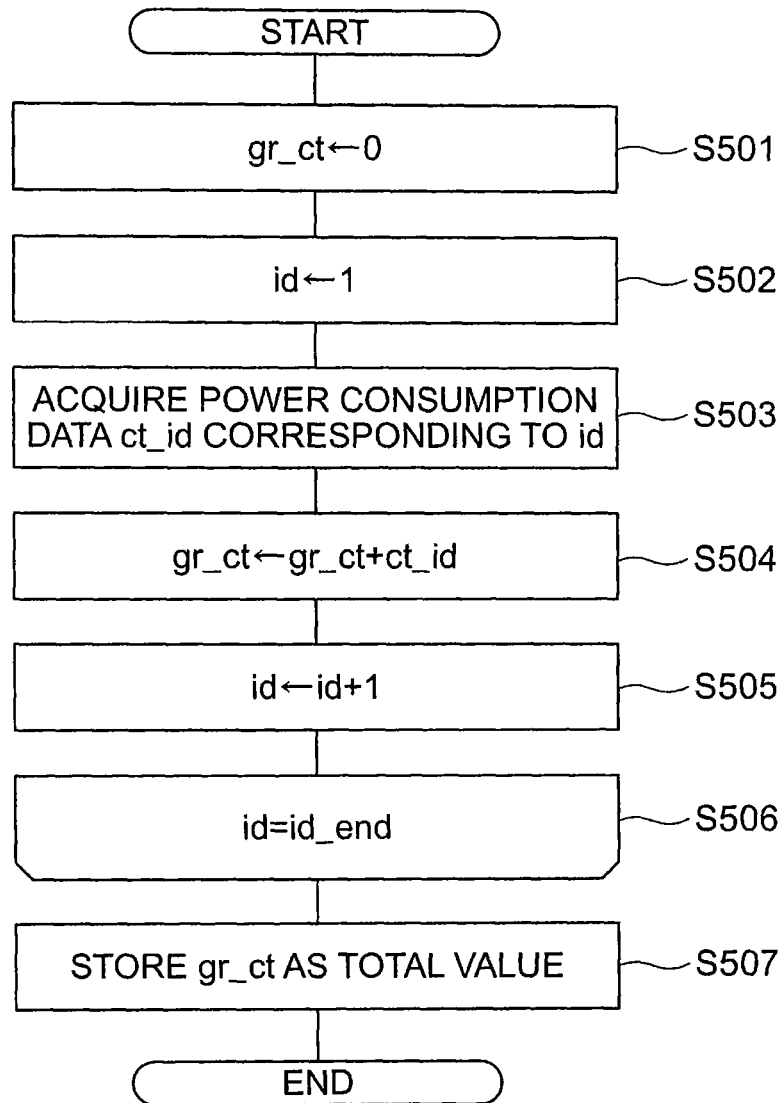 START
gr_ct←0
S501
id←1
S502
ACQUIRE POWER CONSUMPTION
DATA ct_id CORRESPONDING TO id
S503
gr_ct←gr_ct+ct_id
S504
id←id+1
S505
id=id_end
S506
STORE gr_ct AS TOTAL VALUE
S507
END